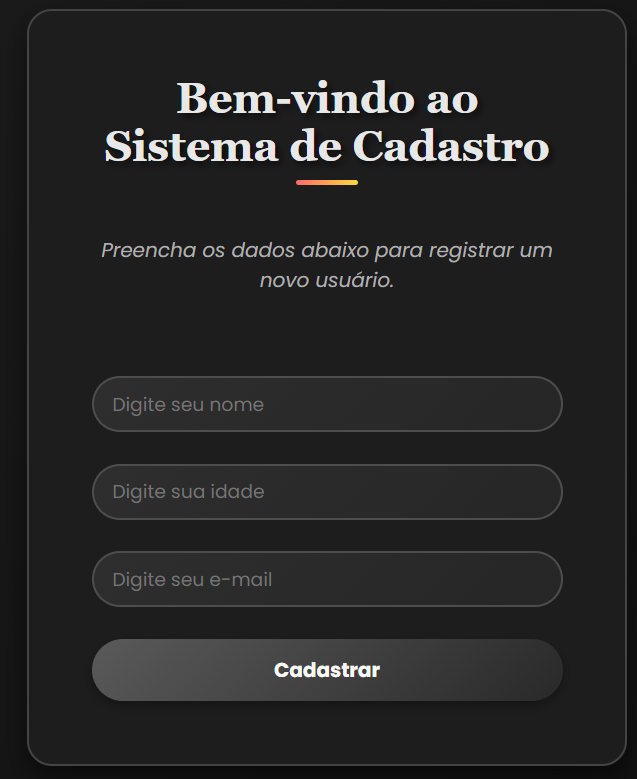 Bem-vindo ao
Sistema de Cadastro
Preencha os dados abaixo para registrar um
novo usuário.
Digite seu nome
Digite sua idade
Digite seu e-mail
Cadastrar